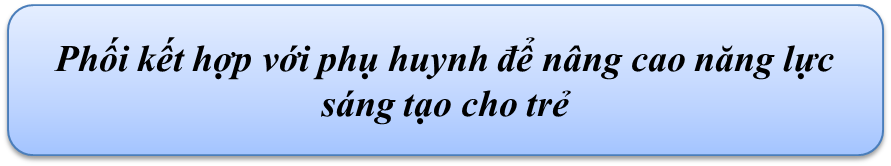 Phối kết hợp với phụ huynh để nâng cao năng lực
sáng tạo cho trẻ